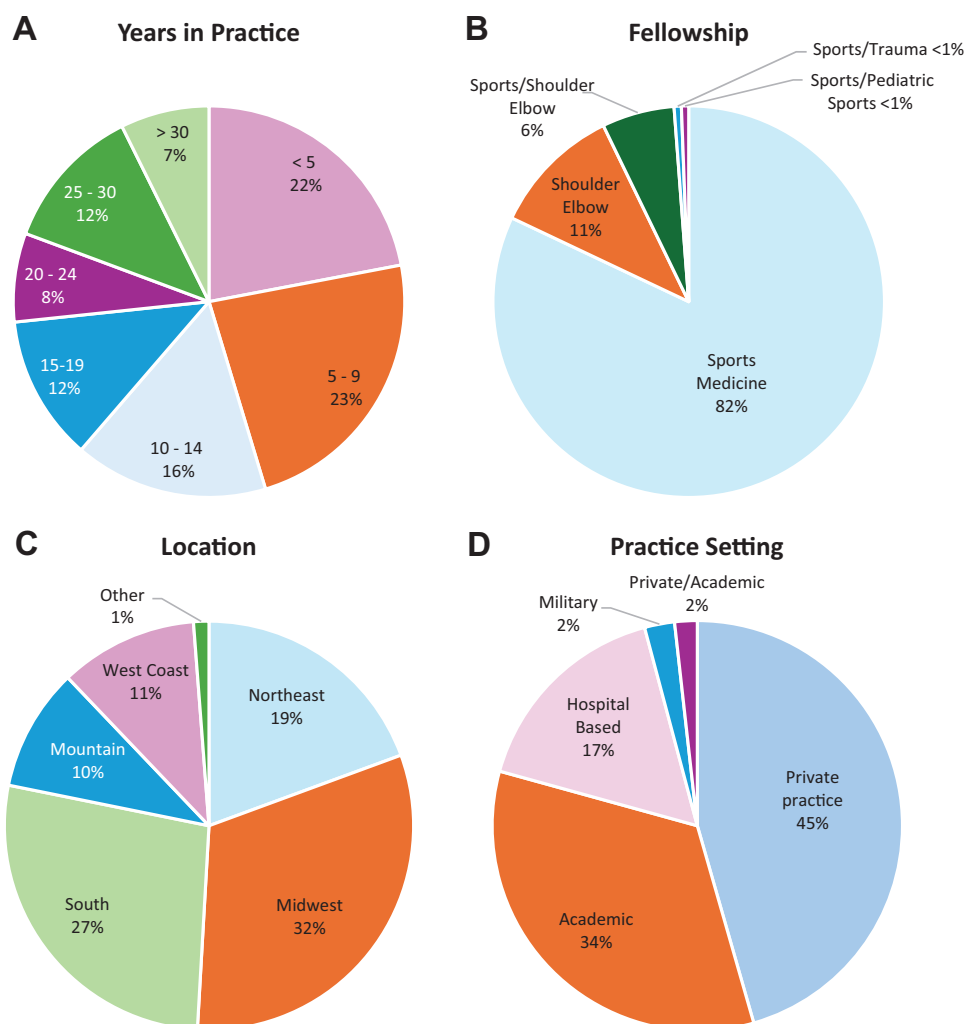 A
Years in Practice
< 5
22%
5 - 9
23%
10 - 14
16%
15-19
12%
20 - 24
8%
25 - 30
12%
> 30
7%
B
Fellowship
Sports/Trauma <1%
Sports/Pediatric
Sports <1%
Sports/Shoulder
Elbow
6%
Shoulder
Elbow
11%
Sports
Medicine
82%
C
Location
Other
1%
Northeast
19%
Midwest
32%
South
27%
Mountain
10%
West Coast
11%
D
Practice Setting
Private/Academic
2%
Military
2%
Hospital
Based
17%
Private
practice
45%
Academic
34%